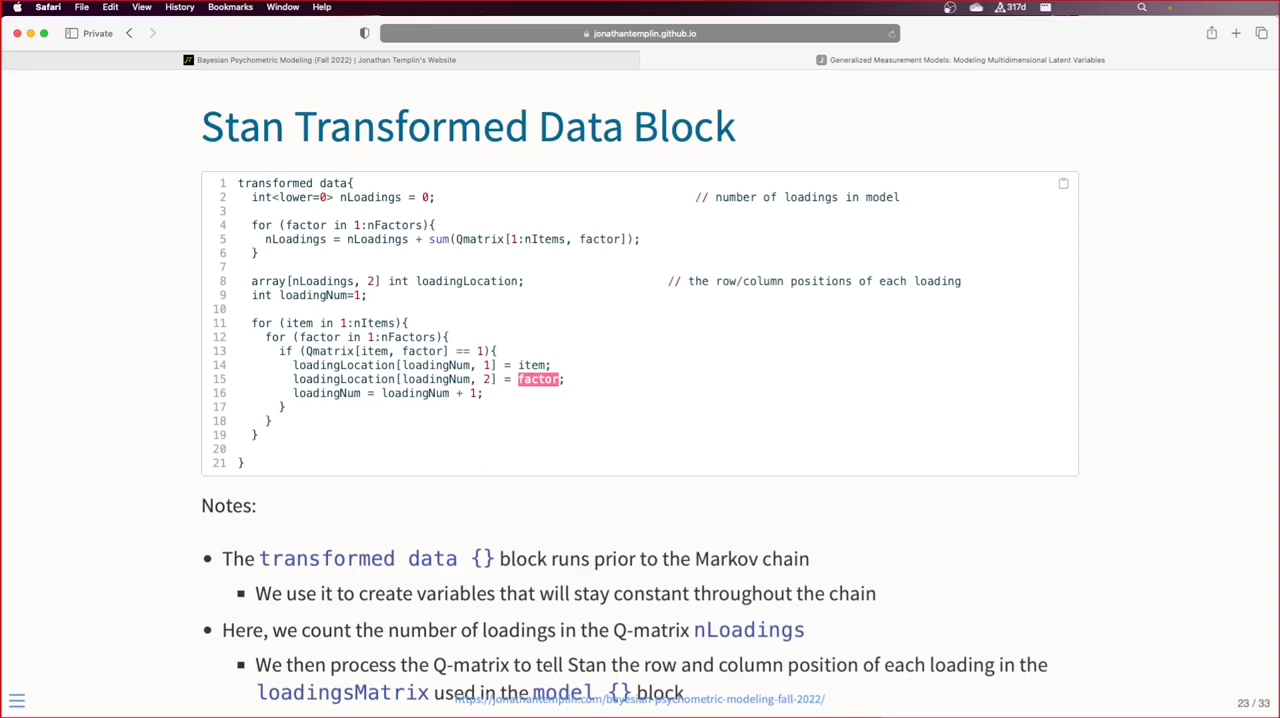 Safari File Edit View History Bookmarks Window Help 317d
Private jonathantemplin.github.io
Bayesian Psychometric Modeling (Fall 2022) | Jonathan Templin's Website Generalized Measurement Models: Modeling Multidimensional Latent Variables
Stan Transformed Data Block
1 transformed data{
2 int<lower=0> nLoadings = 0; // number of loadings in model
3
4 for (factor in 1:nFactors){
5 nLoadings = nLoadings + sum(Qmatrix[1:nItems, factor]);
6 }
7
8 array[nLoadings, 2] int loadingLocation; // the row/column positions of each loading
9 int loadingNum=1;
10
11 for (item in 1:nItems){
12 for (factor in 1:nFactors){
13 if (Qmatrix[item, factor] == 1){
14 loadingLocation[loadingNum, 1] = item;
15 loadingLocation[loadingNum, 2] = factor;
16 loadingNum = loadingNum + 1;
17 }
18 }
19 }
20
21 }
Notes:
• The transformed data {} block runs prior to the Markov chain
▪ We use it to create variables that will stay constant throughout the chain
• Here, we count the number of loadings in the Q-matrix nLoadings
▪ We then process the Q-matrix to tell Stan the row and column position of each loading in the
loadingsMatrix used in the model {} block
https://jonathantemplin.com/bayesian-psychometric-modeling-fall-2022/
23 / 33